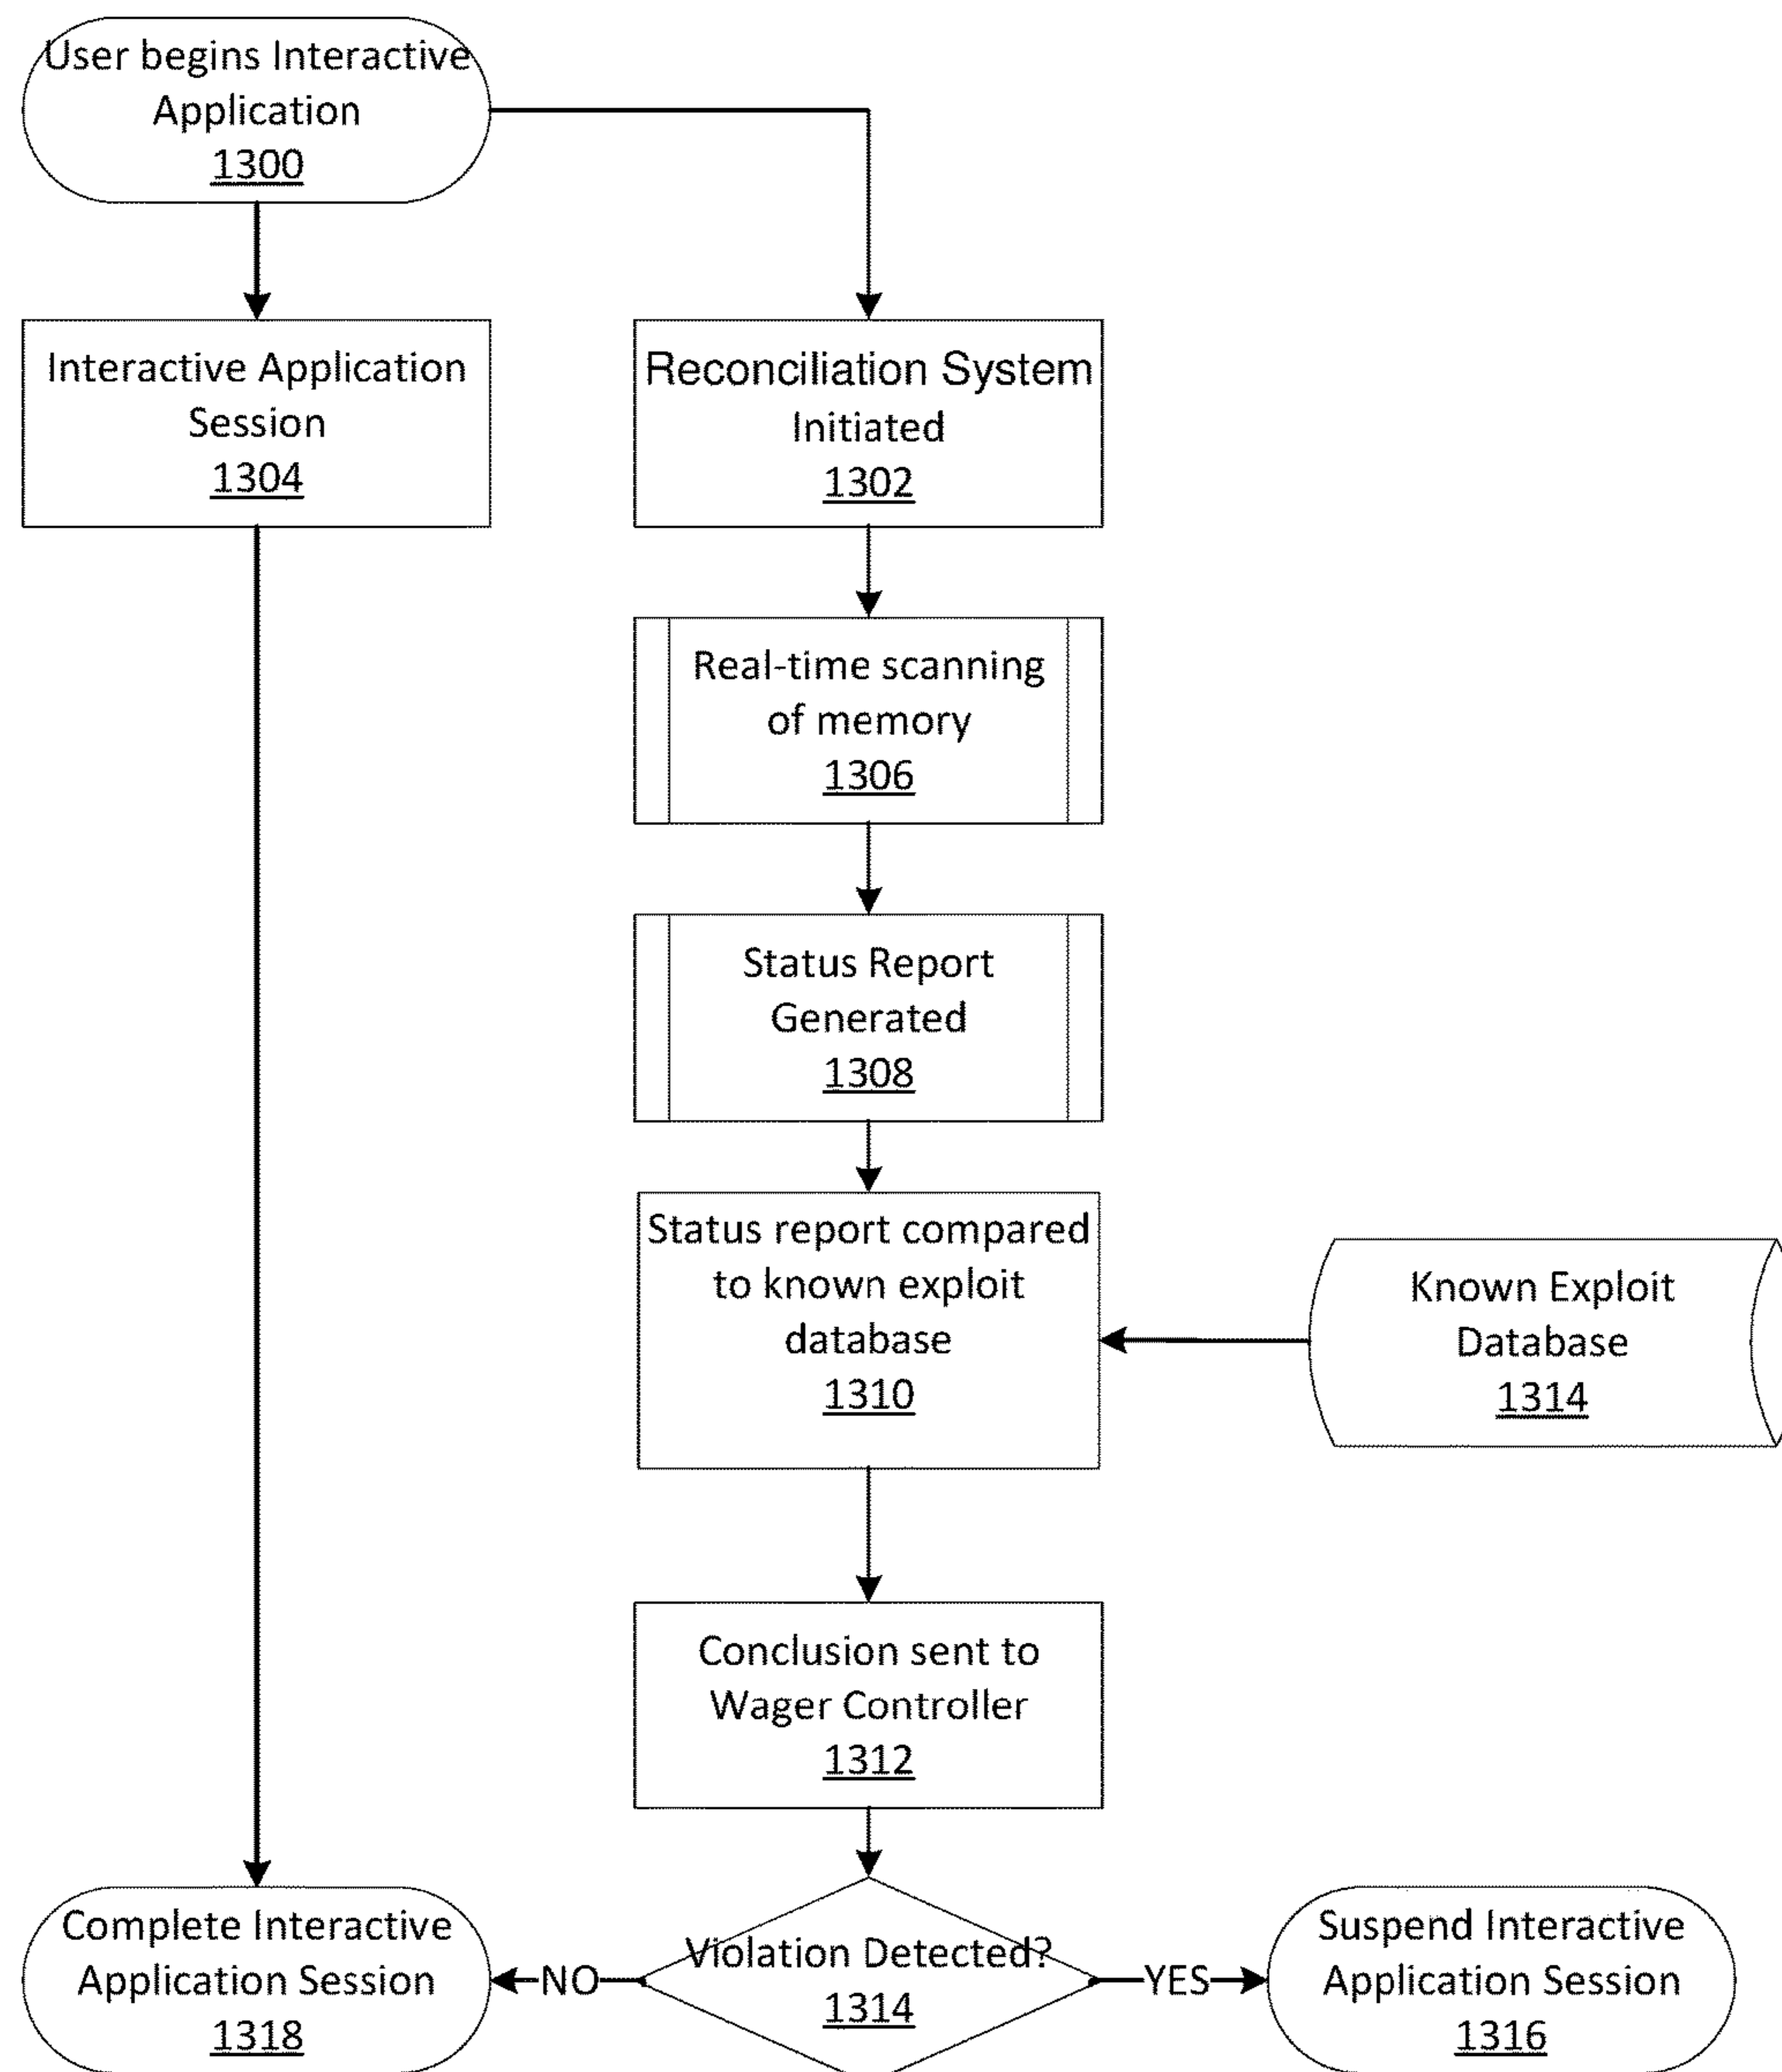 User begins Interactive
Application
1300
Interactive Application
Session
1304
Reconciliation System
Initiated
1302
Real-time scanning
of memory
1306
Status Report
Generated
1308
Status report compared
to known exploit
database
1310
Known Exploit
Database
1314
Conclusion sent to
Wager Controller
1312
Complete Interactive
Application Session
1318
NO
Violation Detected?
1314
YES
Suspend Interactive
Application Session
1316